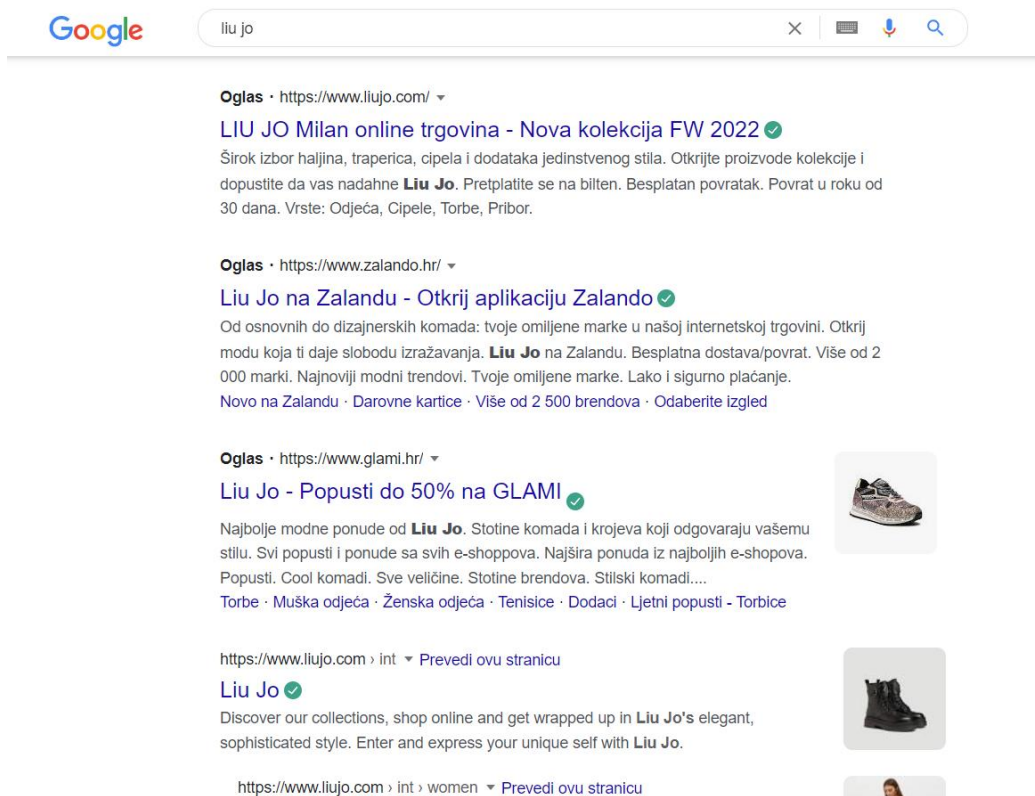 Google
liu jo
Oglas · https://www.liujo.com/
LIU JO Milan online trgovina - Nova kolekcija FW 2022
Širok izbor haljina, traperica, cipela i dodataka jedinstvenog stila. Otkrijte proizvode kolekcije i
dopustite da vas nadahne Liu Jo. Pretplatite se na bilten. Besplatan povratak. Povrat u roku od
30 dana. Vrste: Odjeća, Cipele, Torbe, Pribor.
Oglas · https://www.zalando.hr/
Liu Jo na Zalandu - Otkrij aplikaciju Zalando
Od osnovnih do dizajnerskih komada: tvoje omiljene marke u našoj internetskoj trgovini. Otkrij
modu koja ti daje slobodu izražavanja. Liu Jo na Zalandu. Besplatna dostava/povrat. Više od 2
000 marki. Najnoviji modni trendovi. Tvoje omiljene marke. Lako i sigurno plaćanje.
Novo na Zalandu · Darovne kartice · Više od 2 500 brendova · Odaberite izgled
Oglas · https://www.glami.hr/
Liu Jo - Popusti do 50% na GLAMI
Najbolje modne ponude od Liu Jo. Stotine komada i krojeva koji odgovaraju vašemu
stilu. Svi popusti i ponude sa svih e-shoppova. Najšira ponuda iz najboljih e-shopova.
Popusti. Cool komadi. Sve veličine. Stotine brendova. Stilski komadi....
Torbe · Muška odjeća · Ženska odjeća · Tenisice · Dodaci · Ljetni popusti - Torbice
https://www.liujo.com › int Prevedi ovu stranicu
Liu Jo
Discover our collections, shop online and get wrapped up in Liu Jo's elegant,
sophisticated style. Enter and express your unique self with Liu Jo.
https://www.liujo.com › int › women Prevedi ovu stranicu